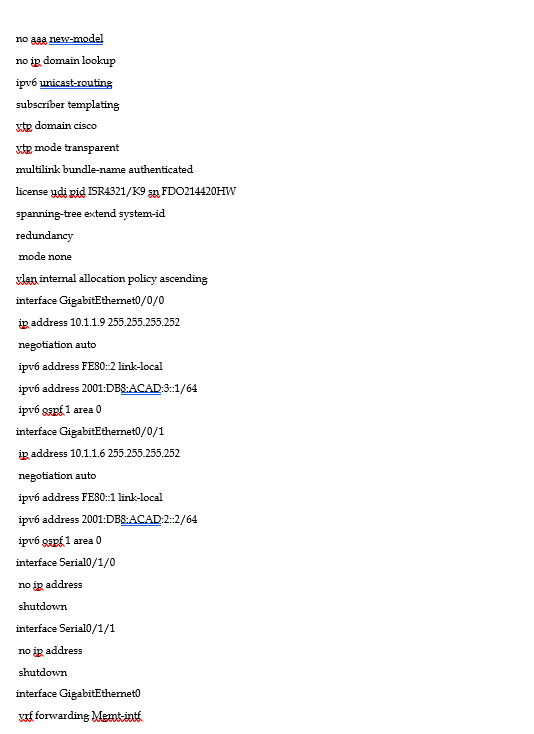 no aaa new-model
no ip domain lookup
ipv6 unicast-routing
subscriber templating
vtp domain cisco
vtp mode transparent
multilink bundle-name authenticated
license udi pid ISR4321/K9 sn FDO214420HW
spanning-tree extend system-id
redundancy
mode none
vlan internal allocation policy ascending
interface GigabitEthernet0/0/0
ip address 10.1.1.9 255.255.255.252
negotiation auto
ipv6 address FE80::2 link-local
ipv6 address 2001:DB8:ACAD:3::1/64
ipv6 ospf 1 area 0
interface GigabitEthernet0/0/1
ip address 10.1.1.6 255.255.255.252
negotiation auto
ipv6 address FE80::1 link-local
ipv6 address 2001:DB8:ACAD:2::2/64
ipv6 ospf 1 area 0
interface Serial0/1/0
no ip address
shutdown
interface Serial0/1/1
no ip address
shutdown
interface GigabitEthernet0
vrf forwarding Mgmt-intf